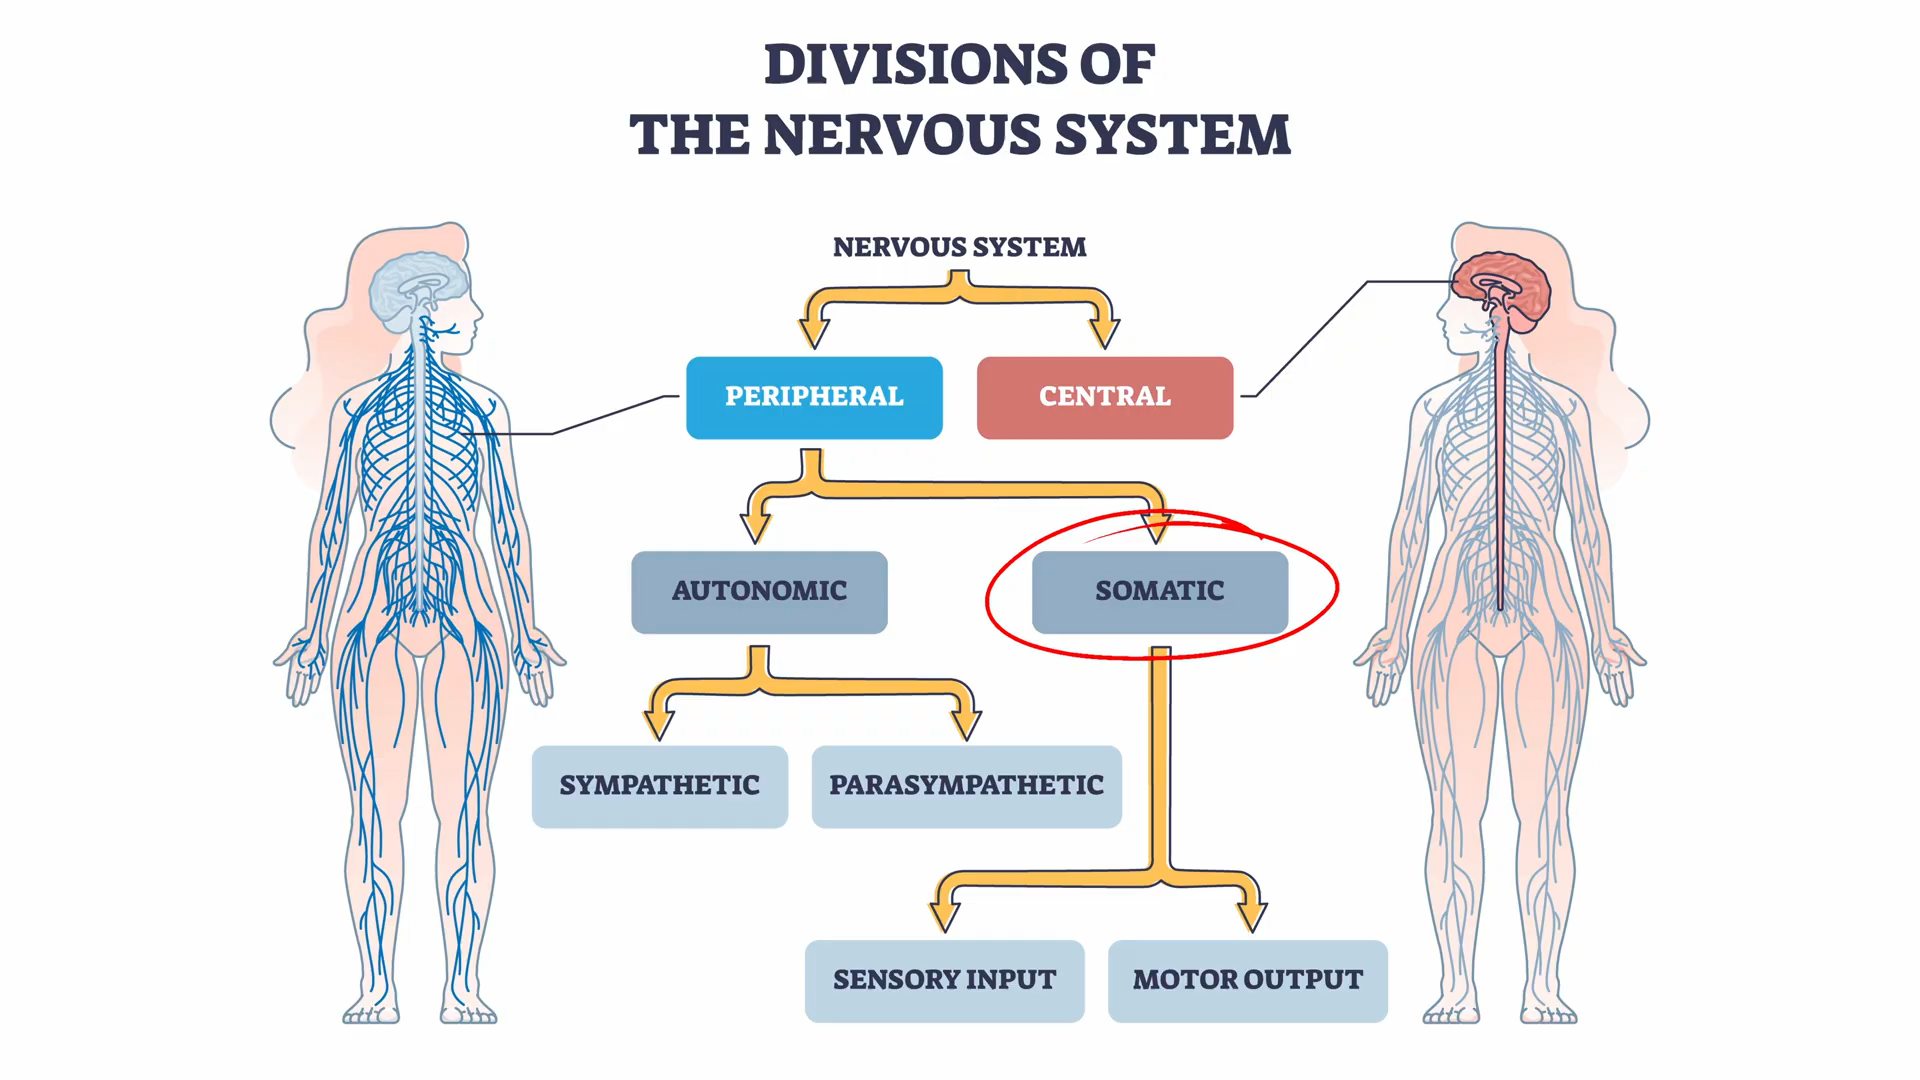 DIVISIONS OF
THE NERVOUS SYSTEM
NERVOUS SYSTEM
PERIPHERAL
CENTRAL
AUTONOMIC
SOMATIC
SYMPATHETIC
PARASYMPATHETIC
SENSORY INPUT
MOTOR OUTPUT